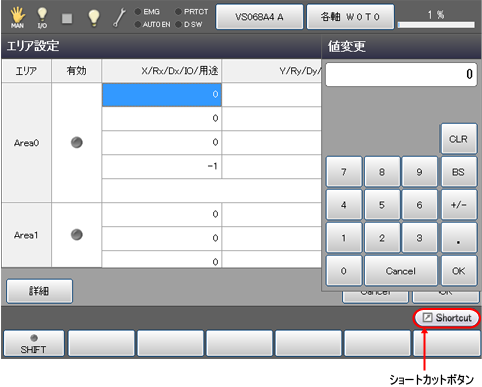 MAN
I/O
EMG
PRTCT
AUTO EN
D SW
VS068A4 A
各軸 W0T0
1 %
エリア設定
値変更
エリア
有効
X/Rx/Dx/IO/用途
Y/Ry/Dy/
0
0
0
Area0
0
-1
CLR
7
8
9
BS
4
5
6
+/-
Area1
0
0
0
1
2
3
.
0
Cancel
OK
詳細
Cancel
OK
Shortcut
SHIFT
ショートカットボタン